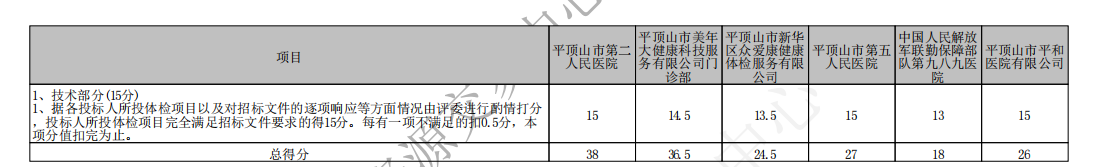 项目
平顶山市第二
人民医院
平顶山市美年
大健康科技服
务有限公司门
诊部
平顶山市新华
区众爱康健康
体检服务有限
公司
平顶山市第五
人民医院
中国人民解放
军联勤保障部
队第九八九医
院
平顶山市平和
医院有限公司
1、技术部分(15分)
1、据各投标人所投体检项目以及对招标文件的逐项响应等方面情况由评委进行酌情打分
，投标人所投体检项目完全满足招标文件要求的得15分。每有一项不满足的扣0.5分，本
项分值扣完为止。
15
14.5
13.5
15
13
15
总得分
38
36.5
24.5
27
18
26
源交
中心
中心